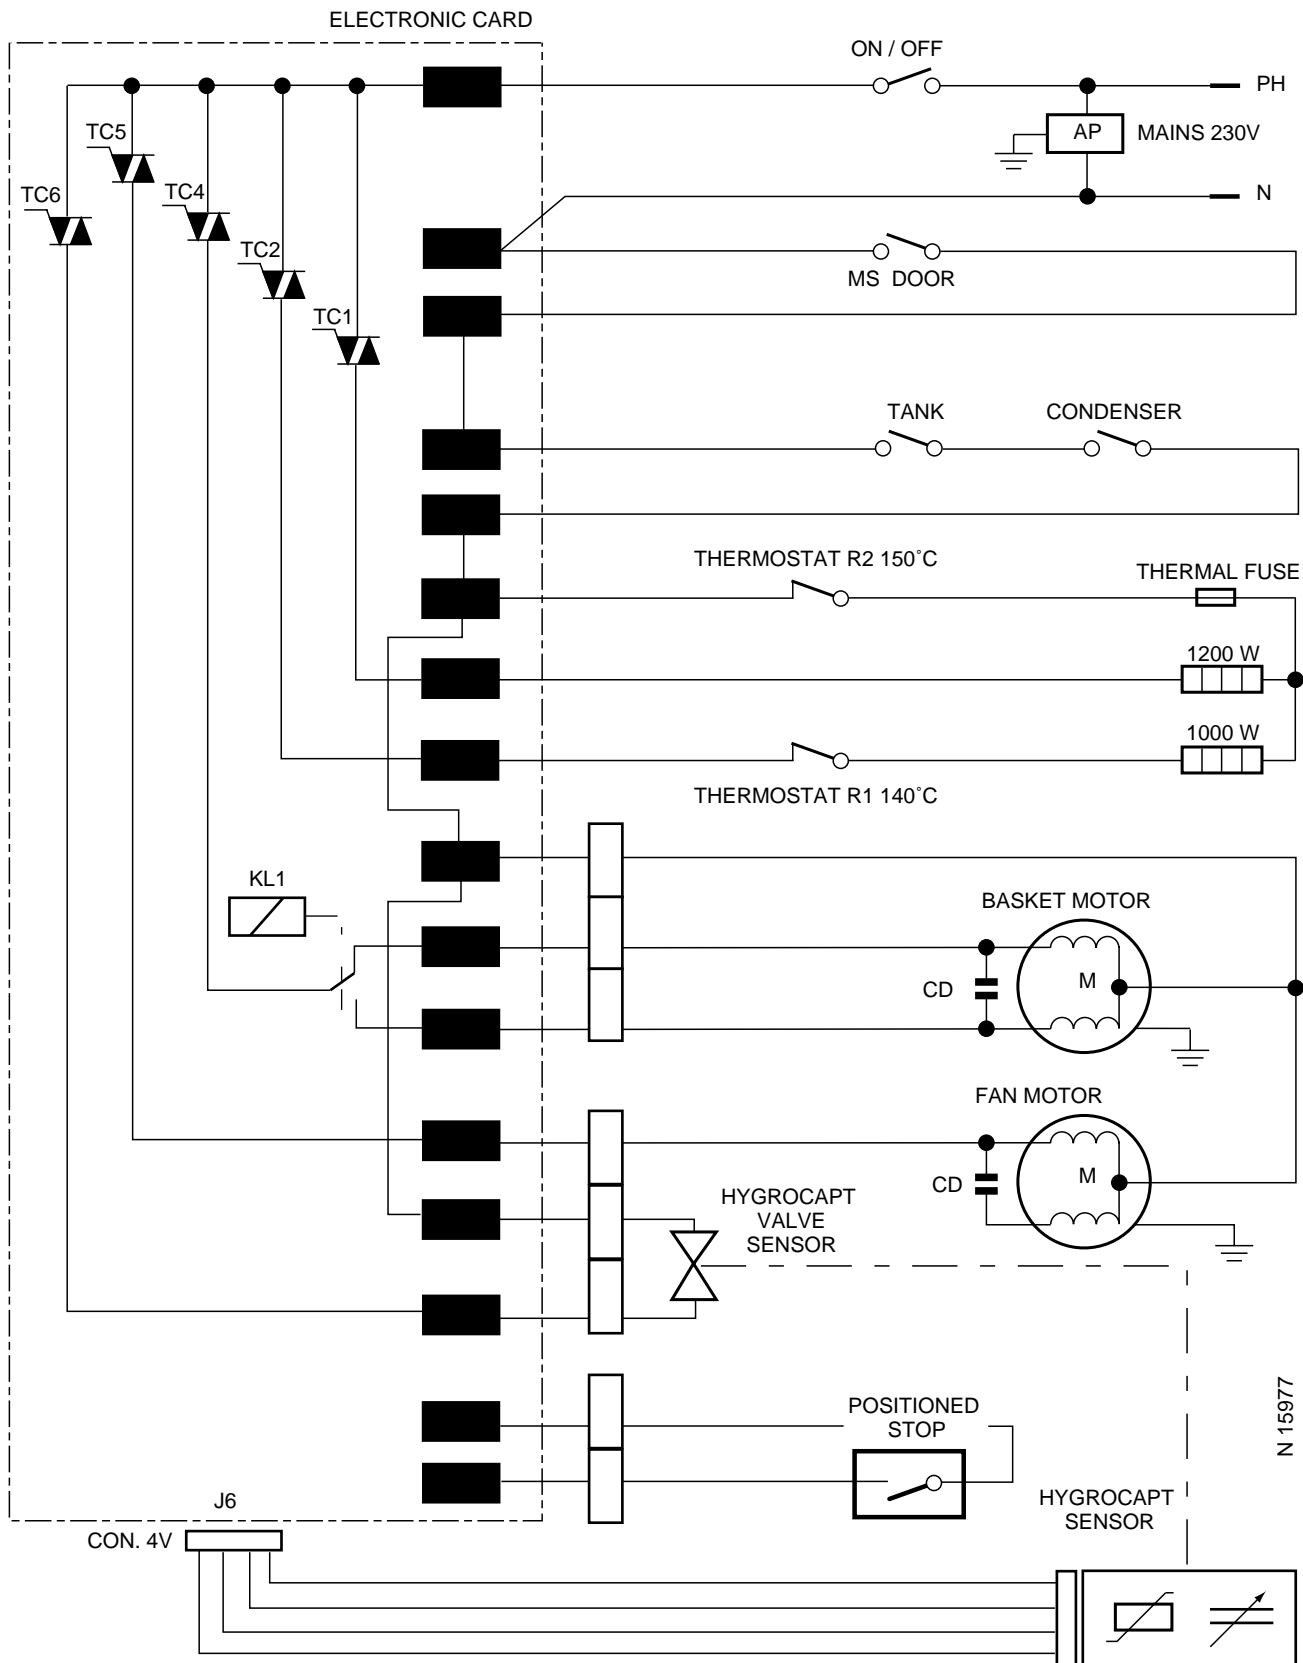 ELECTRONIC CARD
ON / OFF
PH
TC5
AP
MAINS 230V
TC6
TC4
N
TC2
MS DOOR
TC1
TANK
CONDENSER
THERMOSTAT R2 150˚C
THERMAL FUSE
1200 W
1000 W
THERMOSTAT R1 140˚C
KL1
BASKET MOTOR
M
CD
FAN MOTOR
M
CD
HYGROCAPT
VALVE
SENSOR
POSITIONED
STOP
N 15977
J6
HYGROCAPT
SENSOR
CON. 4V